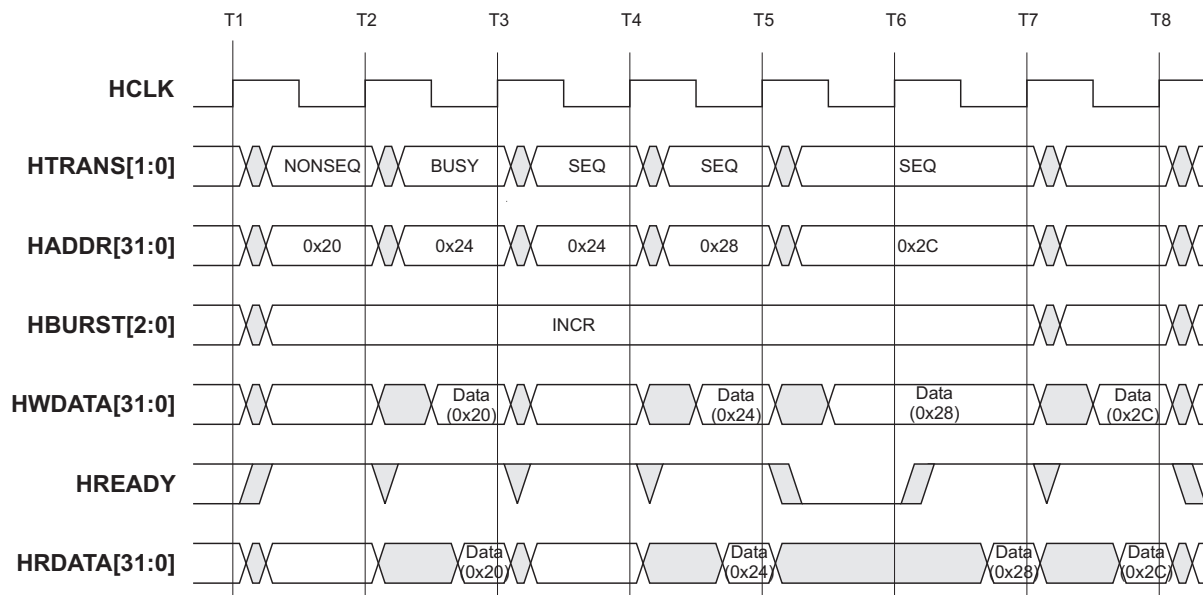 T1 T2 T3 T4 T5 T6 T7 T8
HCLK
HTRANS[1:0] NONSEQ BUSY SEQ SEQ SEQ
HADDR[31:0] 0x20 0x24 0x24 0x28 0x2C
HBURST[2:0] INCR
HWDATA[31:0] Data (0x20) Data (0x24) Data (0x28) Data (0x2C)
HREADY
HRDATA[31:0] Data (0x20) Data (0x24) Data (0x28) Data (0x2C)